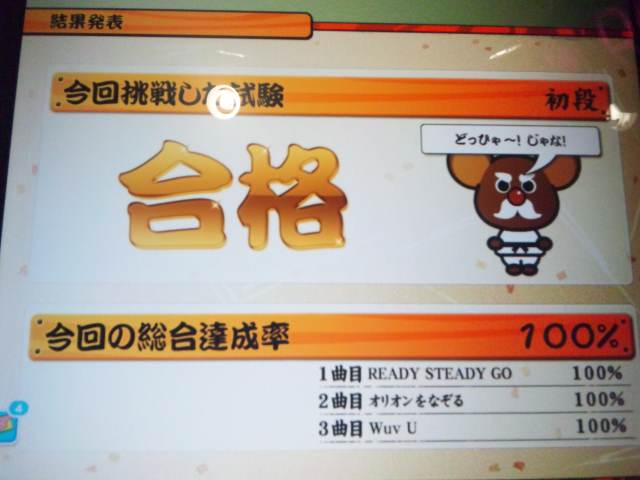 結果発表
今回挑戦した試験 初段
どっひゃ～! じゃな!
合格
今回の総合達成率 100%
1曲目 READY STEADY GO 100%
2曲目 オリオンをなぞる 100%
3曲目 Wuv U 100%
4